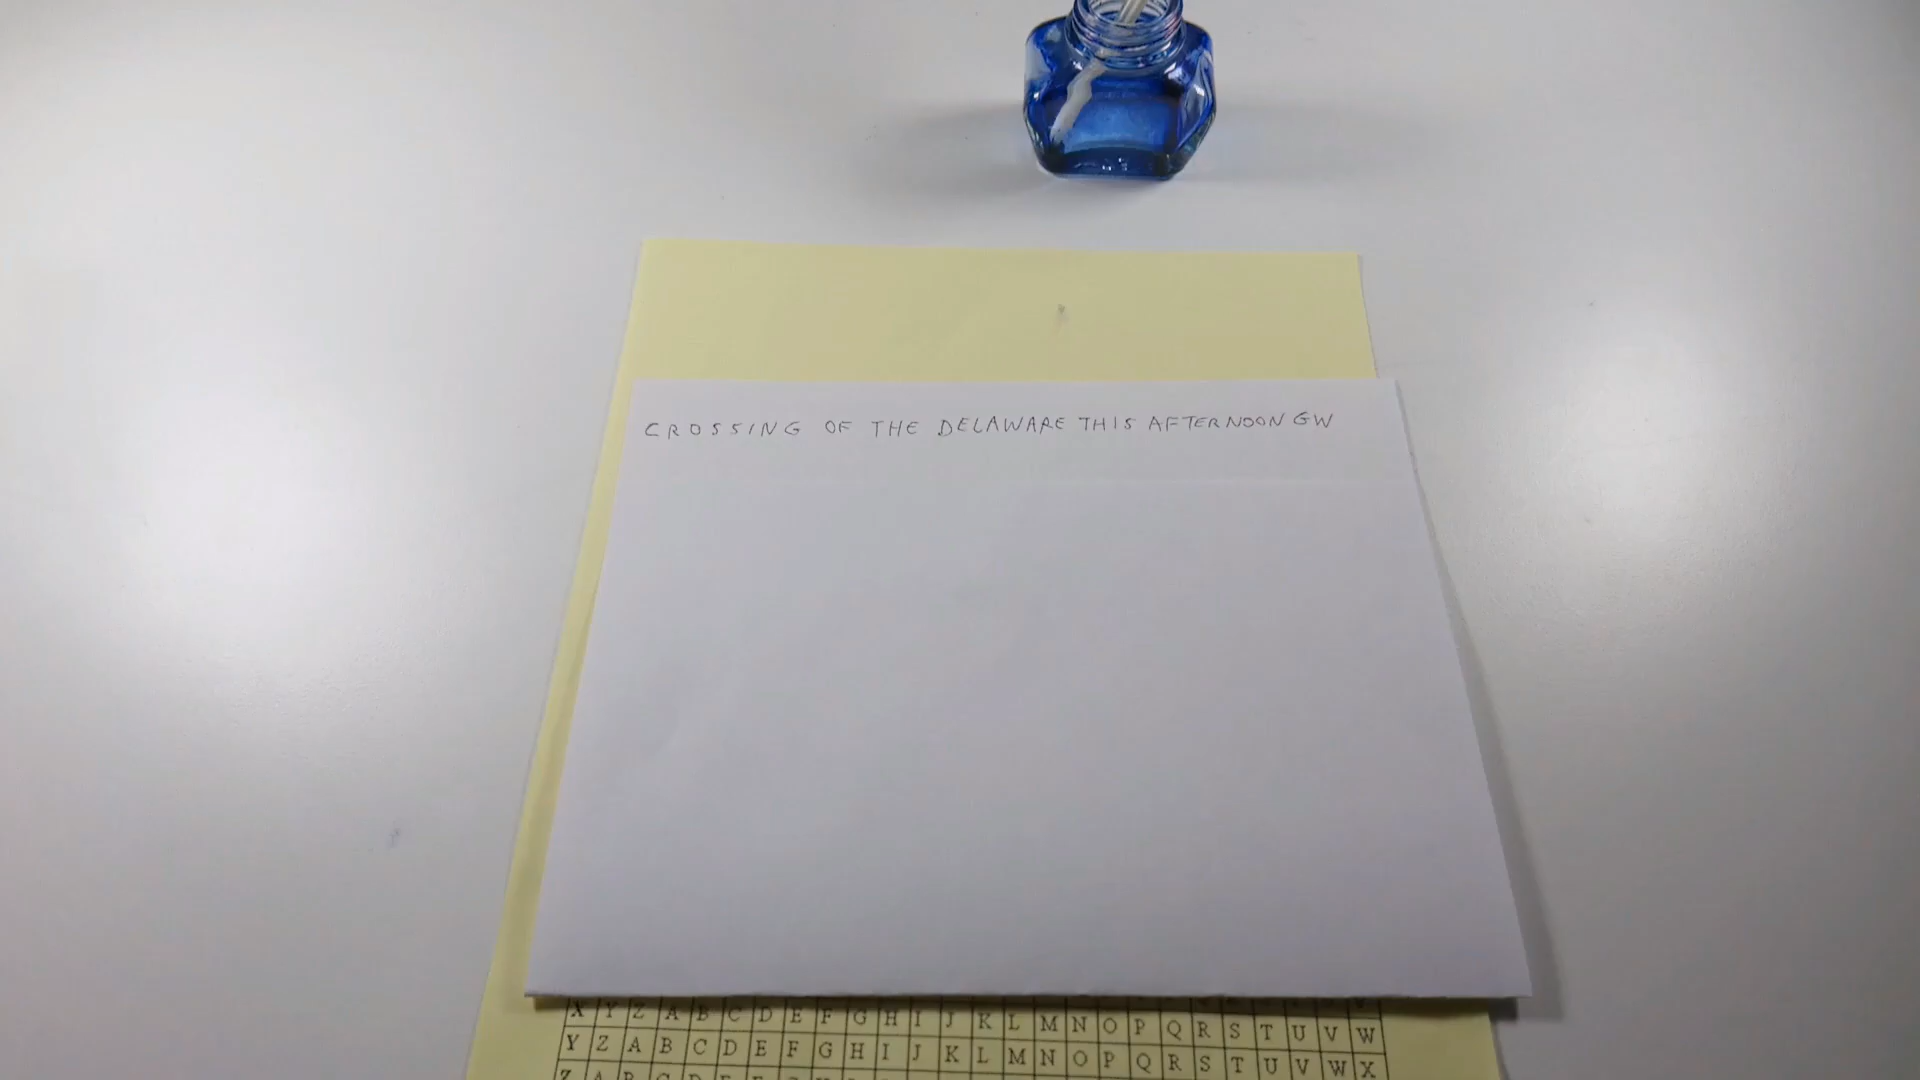 CROSSING OF THE DELAWARE THIS AFTERNOON GW
X Y Z A B C D E F G H I J K L M N O P Q R S T U V W
Y Z A B C D E F G H I J K L M N O P Q R S T U V W X